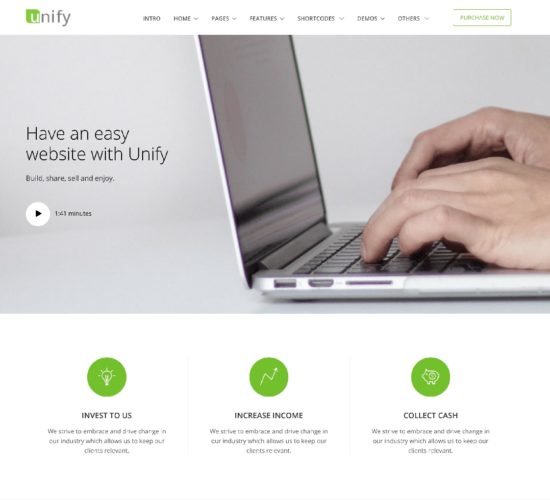 unify
INTRO HOME PAGES FEATURES SHORTCODES DEMOS OTHERS PURCHASE NOW
Have an easy
website with Unify
Build, share, sell and enjoy.
1:41 minutes
INVEST TO US
We strive to embrace and drive change in
our industry which allows us to keep our
clients relevant.
INCREASE INCOME
We strive to embrace and drive change in
our industry which allows us to keep our
clients relevant.
COLLECT CASH
We strive to embrace and drive change in
our industry which allows us to keep our
clients relevant.